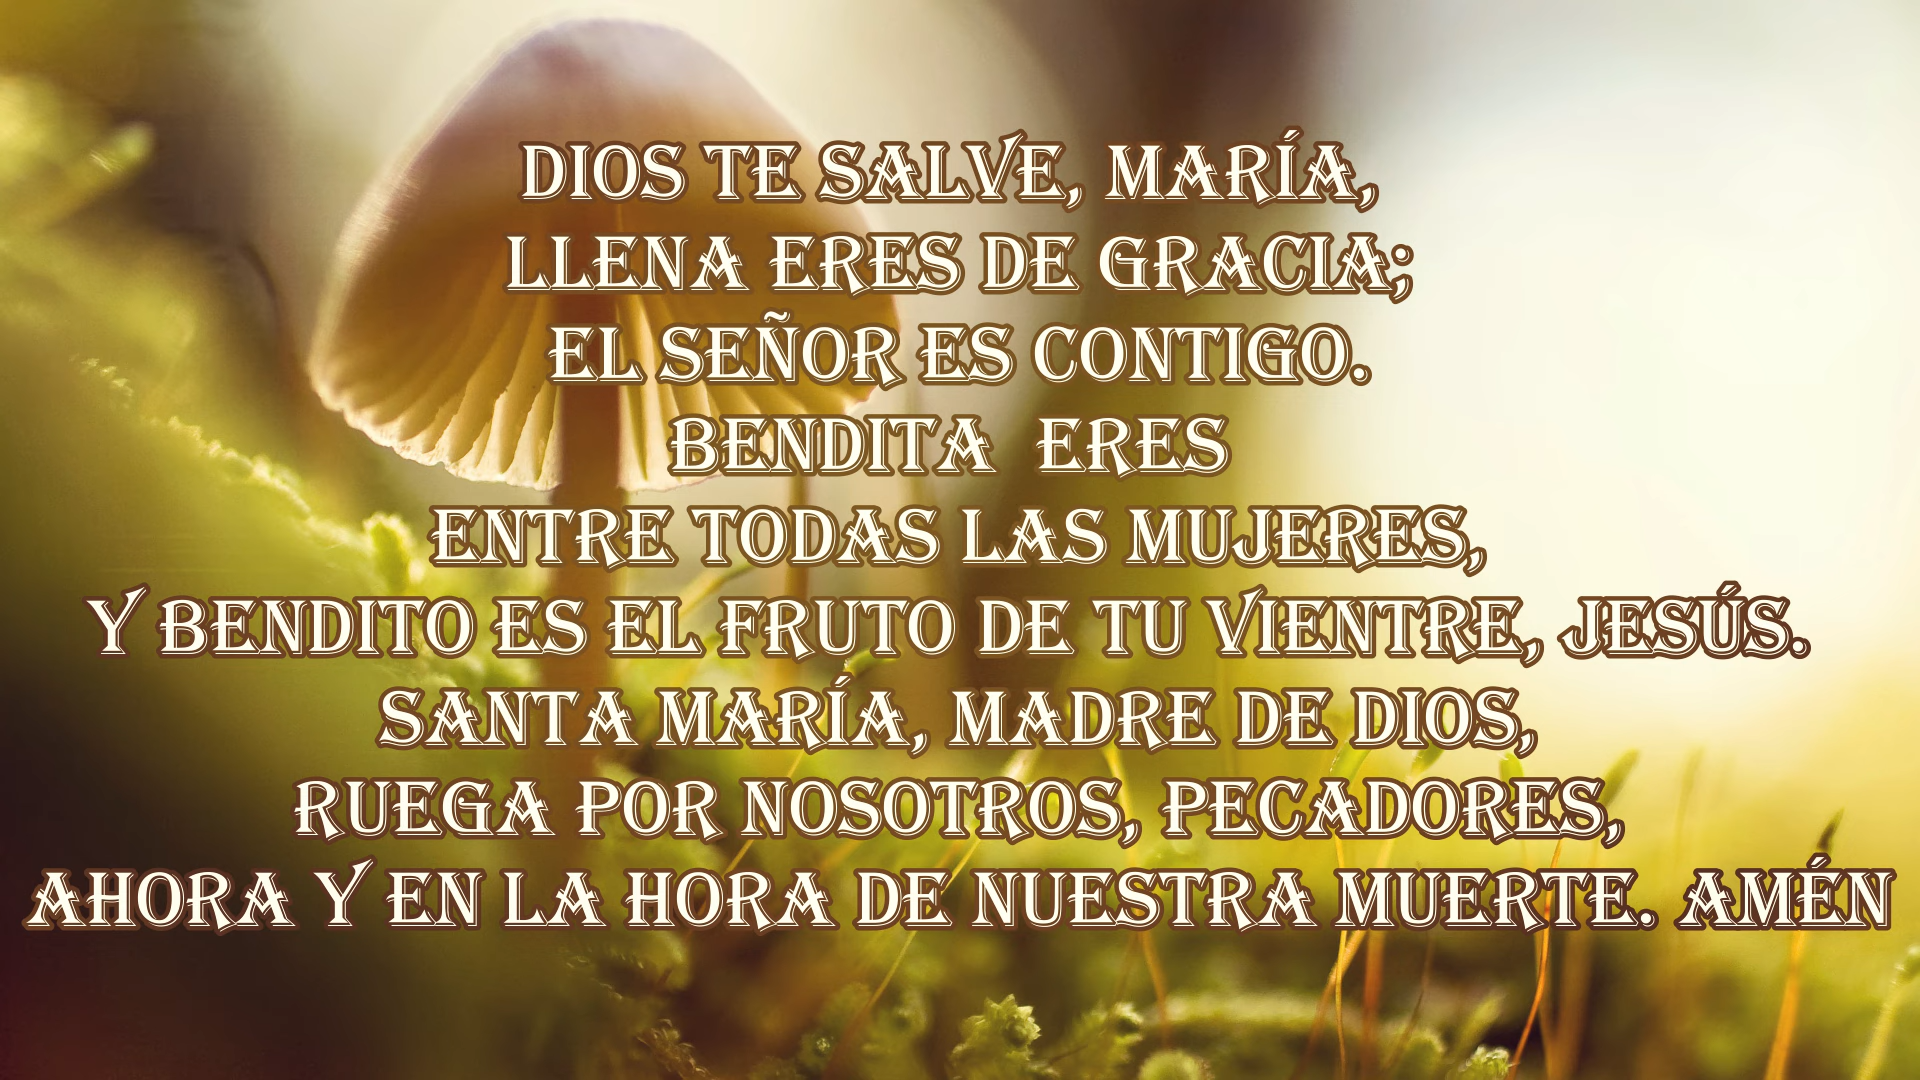 DIOS TE SALVE, MARÍA,
LLENA ERES DE GRACIA;
EL SEÑOR ES CONTIGO.
BENDITA  ERES
ENTRE TODAS LAS MUJERES,
Y BENDITO ES EL FRUTO DE TU VIENTRE, JESÚS.
SANTA MARÍA, MADRE DE DIOS,
RUEGA POR NOSOTROS, PECADORES,
AHORA Y EN LA HORA DE NUESTRA MUERTE. AMÉN